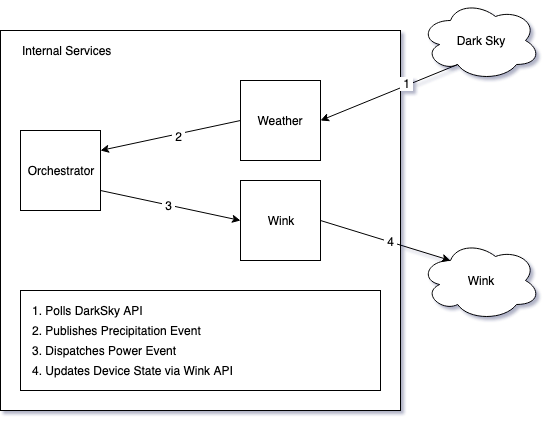 Internal Services
Dark Sky
1
Weather
2
Orchestrator
3
Wink
4
Wink
1. Polls DarkSky API
2. Publishes Precipitation Event
3. Dispatches Power Event
4. Updates Device State via Wink API